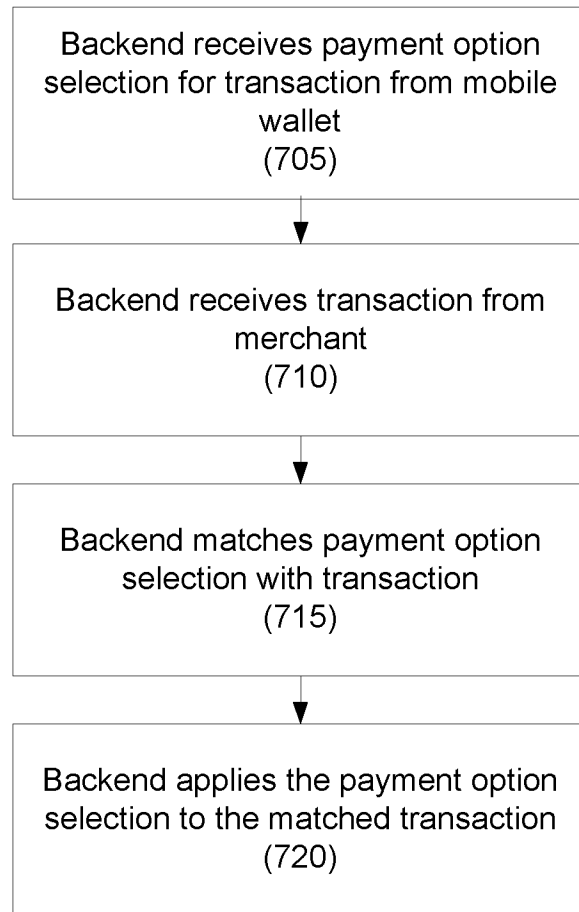 Backend receives payment option
selection for transaction from mobile
wallet
(705)
Backend receives transaction from
merchant
(710)
Backend matches payment option
selection with transaction
(715)
Backend applies the payment option
selection to the matched transaction
(720)